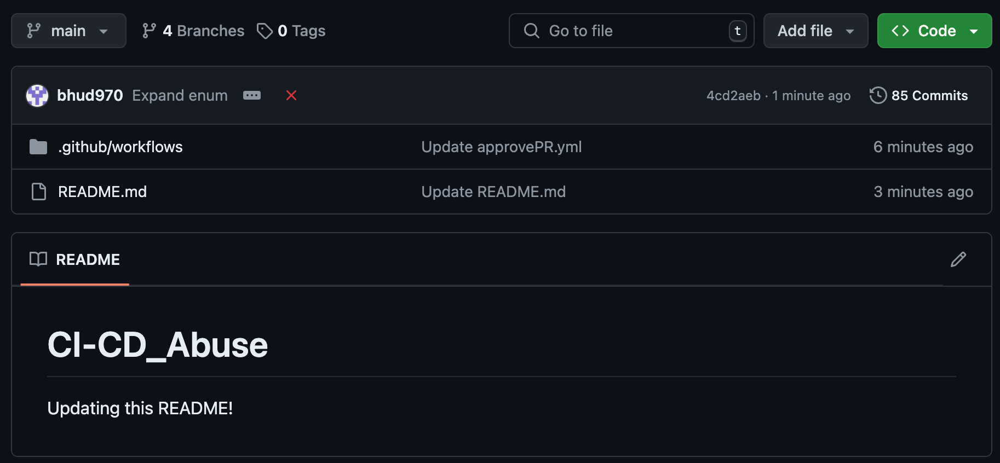 main 4 Branches 0 Tags Go to file t Add file Code
bhud970 Expand enum 4cd2aeb · 1 minute ago 85 Commits
.github/workflows Update approvePR.yml 6 minutes ago
README.md Update README.md 3 minutes ago
README
CI-CD_Abuse
Updating this README!